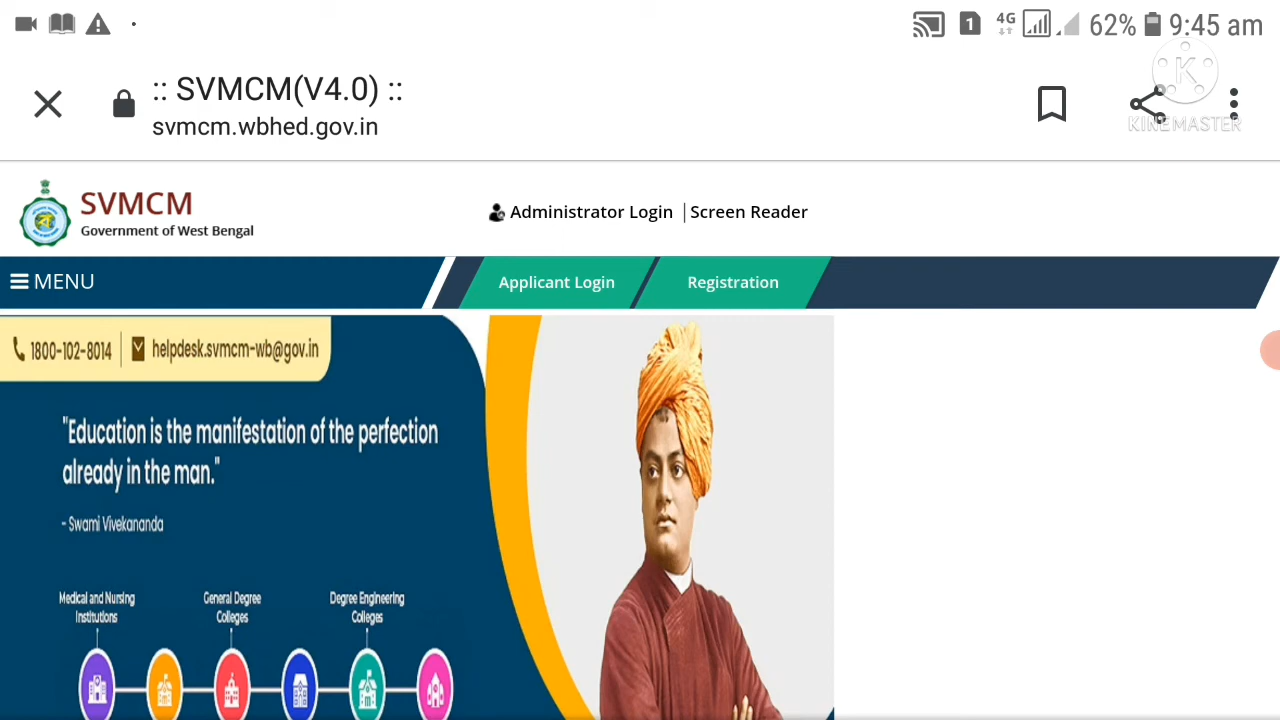 1 4G 62% 9:45 am
:: SVMCM(V4.0) ::
svmcm.wbhed.gov.in
K
KINEMASTER
SVMCM
Government of West Bengal
Administrator Login | Screen Reader
MENU
Applicant Login
Registration
1800-102-8014 | helpdesk.svmcm-wb@gov.in
"Education is the manifestation of the perfection
already in the man."
- Swami Vivekananda
Medical and Nursing
Institutions
General Degree
Colleges
Degree Engineering
Colleges